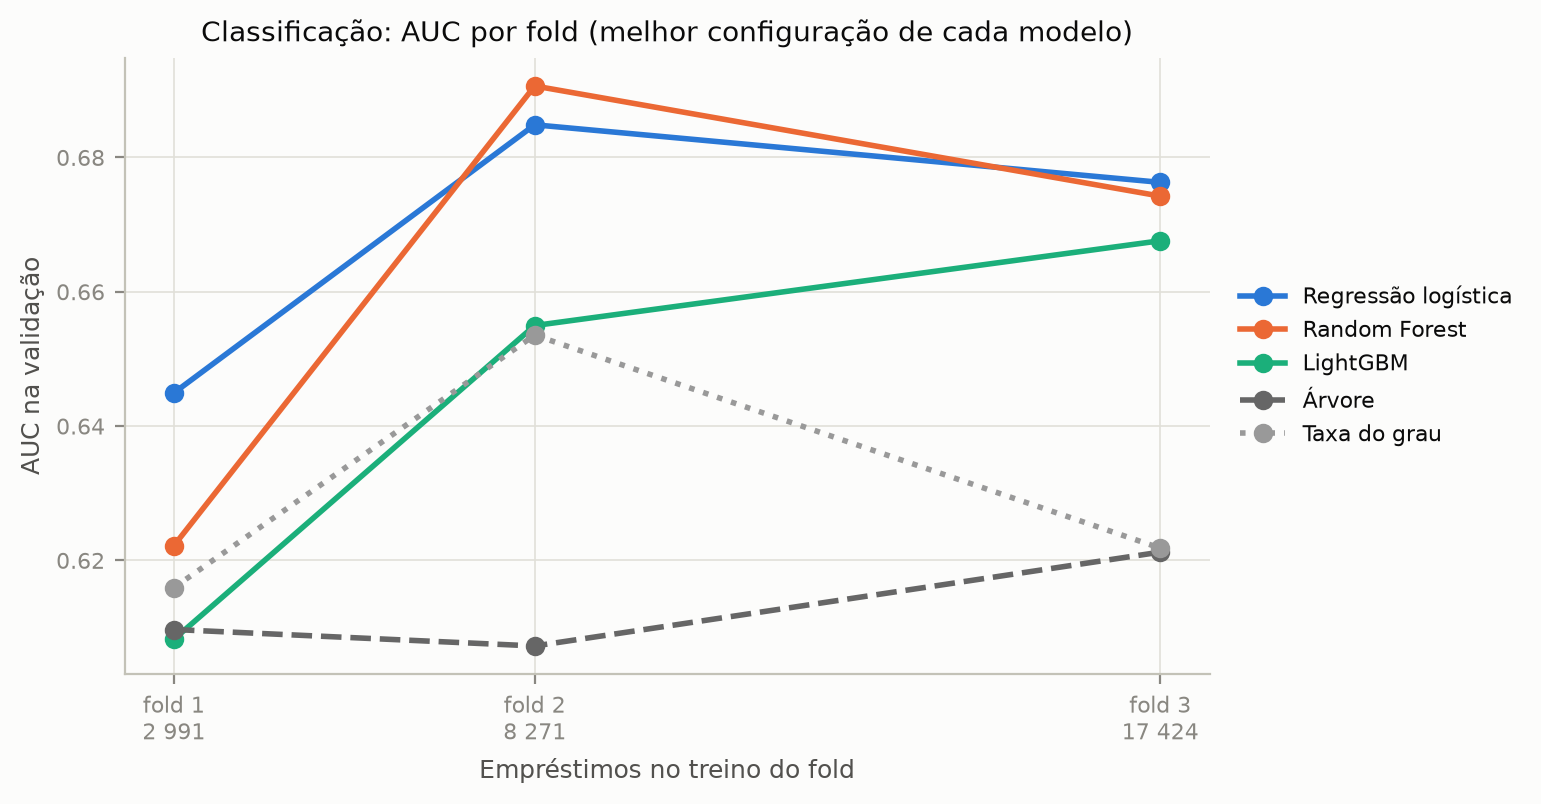 Classificação: AUC por fold (melhor configuração de cada modelo)
AUC na validação
0.68
0.66
0.64
0.62
fold 1
2 991
fold 2
8 271
fold 3
17 424
Empréstimos no treino do fold
Regressão logística
Random Forest
LightGBM
Árvore
Taxa do grau